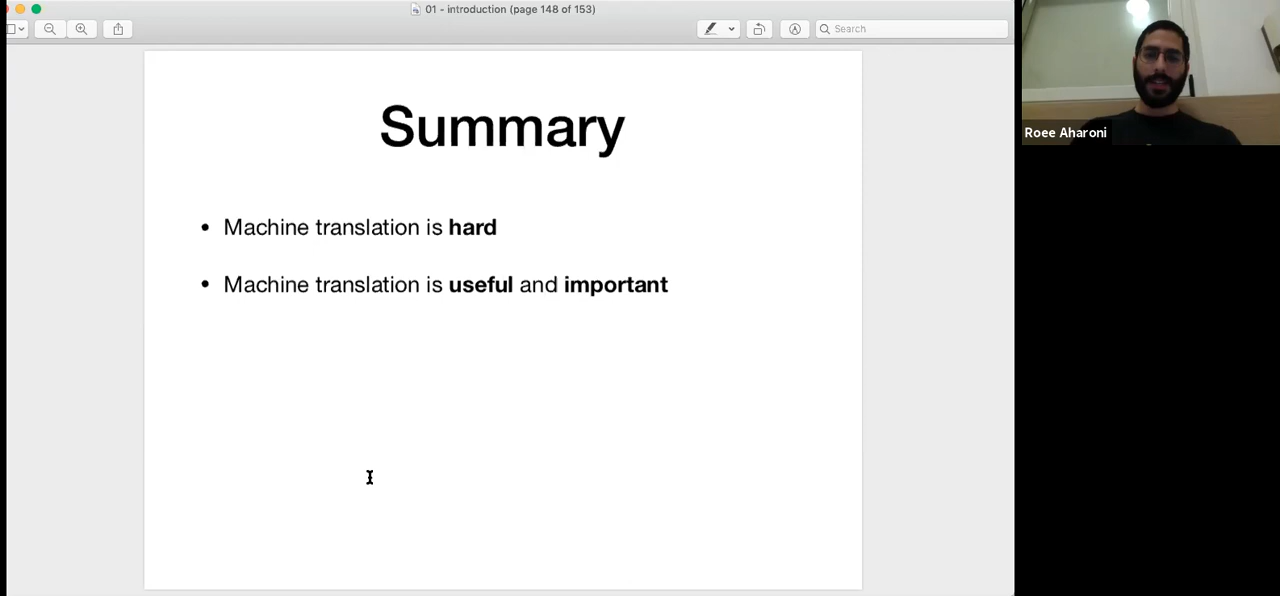 01 - introduction (page 148 of 153)
Search
Summary
• Machine translation is hard
• Machine translation is useful and important
Roee Aharoni